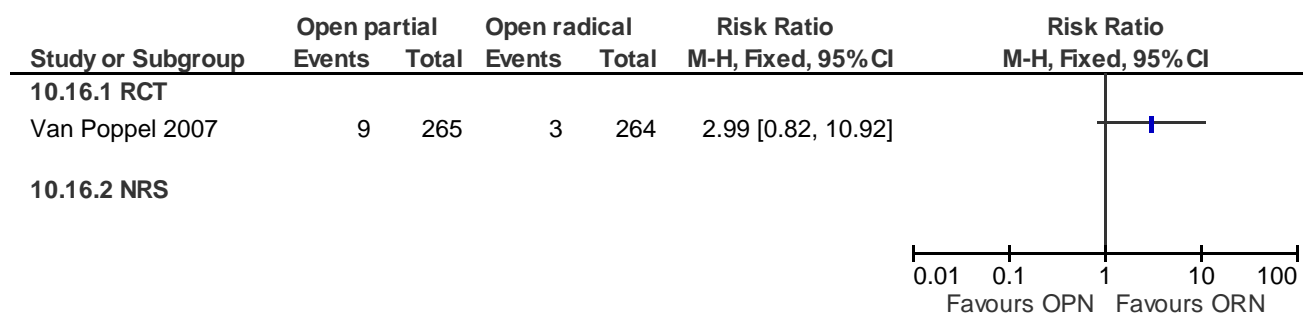 Open partial Open radical Risk Ratio Risk Ratio
Study or Subgroup Events Total Events Total M-H, Fixed, 95% CI M-H, Fixed, 95% CI
10.16.1 RCT
Van Poppel 2007 9 265 3 264 2.99 [0.82, 10.92]
10.16.2 NRS
0.01 0.1 1 10 100
Favours OPN Favours ORN